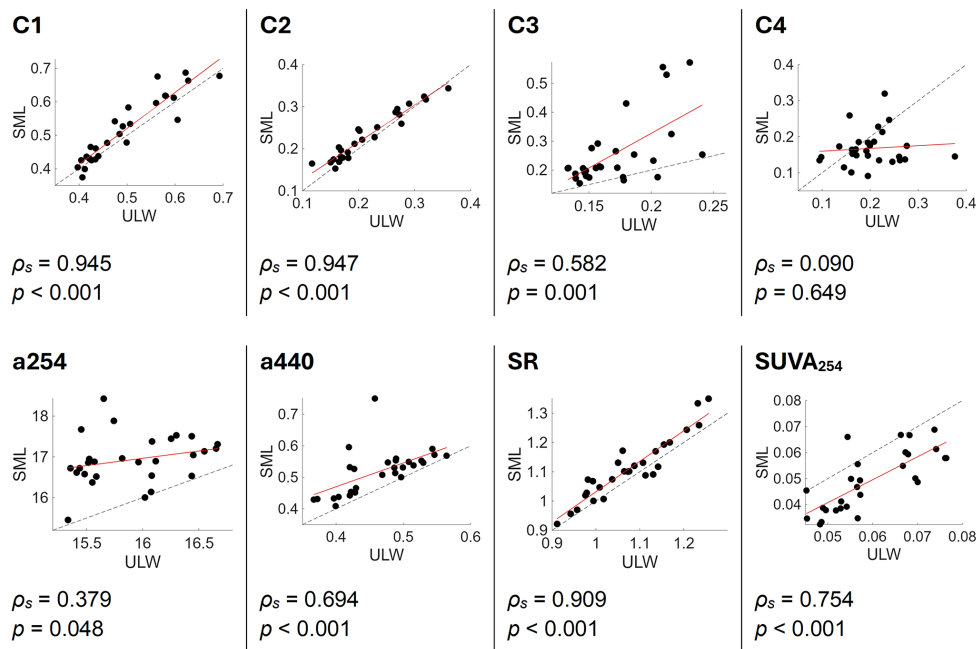 C1
0.7
0.6
0.5
0.4
SML
0.4 0.5 0.6 0.7
ULW
ρs = 0.945
p < 0.001
C2
0.4
0.3
0.2
0.1
SML
0.1 0.2 0.3 0.4
ULW
ρs = 0.947
p < 0.001
C3
0.5
0.4
0.3
0.2
SML
0.15 0.2 0.25
ULW
ρs = 0.582
p = 0.001
C4
0.4
0.3
0.2
0.1
SML
0.1 0.2 0.3 0.4
ULW
ρs = 0.090
p = 0.649
a254
18
17
16
SML
15.5 16 16.5
ULW
ρs = 0.379
p = 0.048
a440
0.7
0.6
0.5
0.4
SML
0.4 0.5 0.6
ULW
ρs = 0.694
p < 0.001
SR
1.3
1.2
1.1
1
0.9
SML
0.9 1 1.1 1.2
ULW
ρs = 0.909
p < 0.001
SUVA254
0.08
0.07
0.06
0.05
0.04
SML
0.05 0.06 0.07 0.08
ULW
ρs = 0.754
p < 0.001